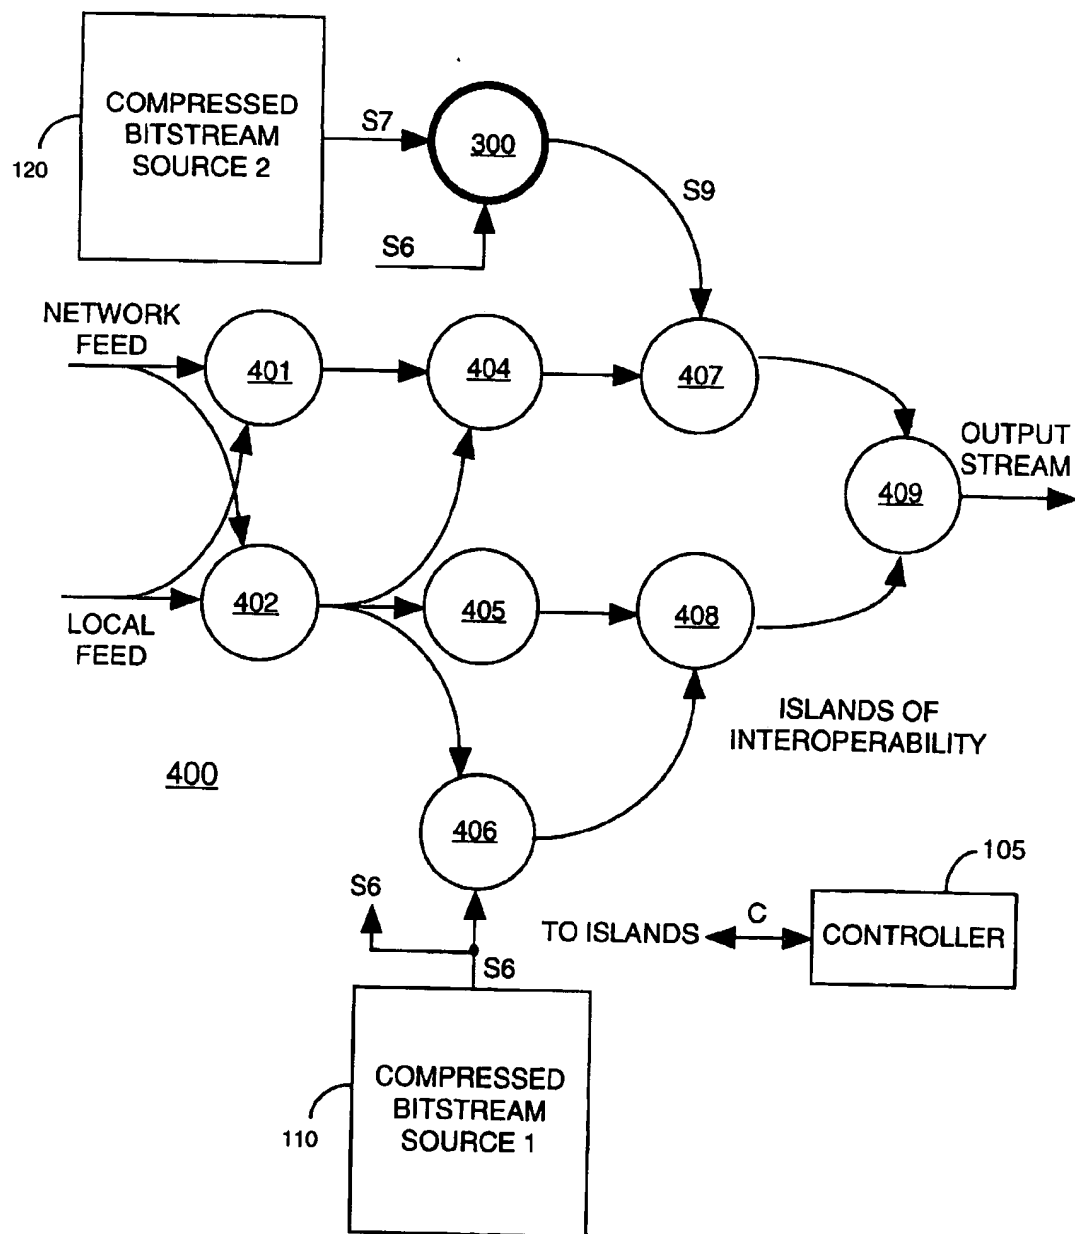 COMPRESSED
BITSTREAM
SOURCE 2
120
S7
300
S6
S9
NETWORK
FEED
401
404
407
OUTPUT
STREAM
409
402
405
408
LOCAL
FEED
ISLANDS OF
INTEROPERABILITY
400
406
105
S6
TO ISLANDS
C
CONTROLLER
S6
COMPRESSED
BITSTREAM
SOURCE 1
110